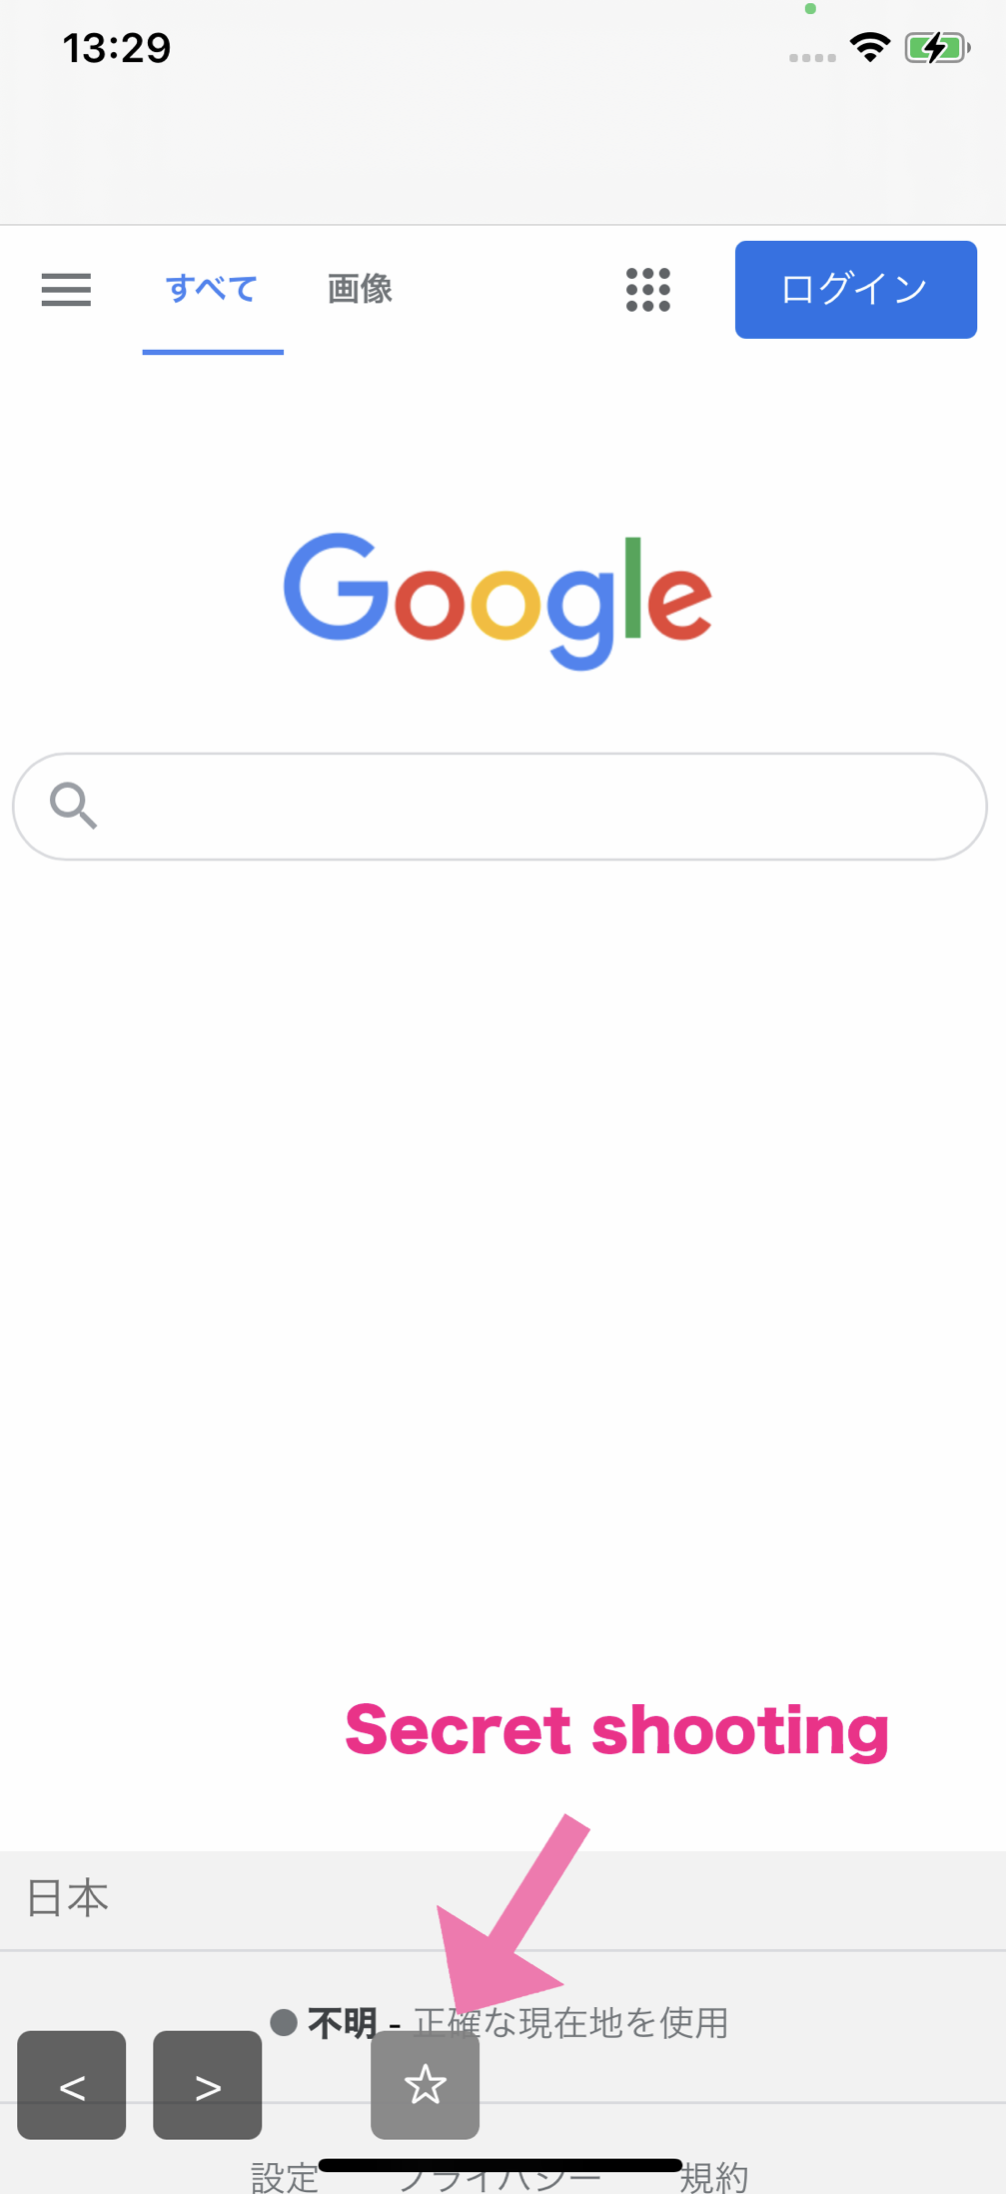 13:29
すべて 画像 ログイン
Google
Secret shooting
日本
不明 - 正確な現在地を使用
< >
設定 プライバシー 規約